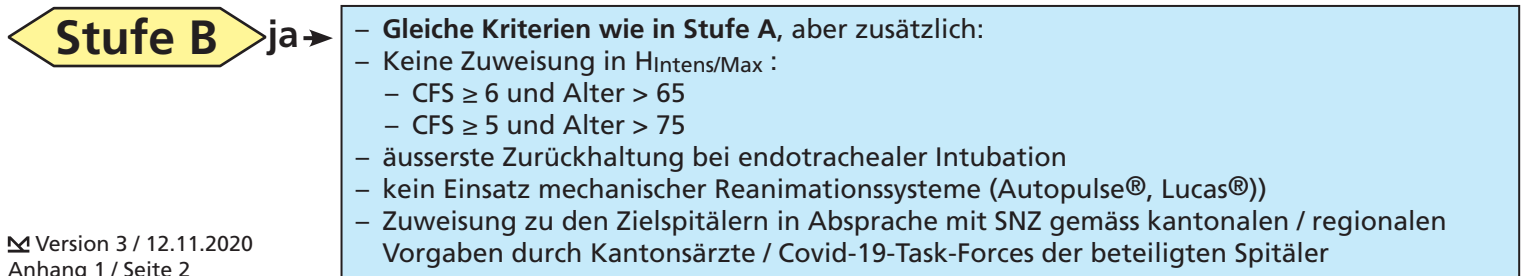 Stufe B ja
– Gleiche Kriterien wie in Stufe A, aber zusätzlich:
– Keine Zuweisung in HIntens/Max :
– CFS ≥ 6 und Alter > 65
– CFS ≥ 5 und Alter > 75
– äusserste Zurückhaltung bei endotrachealer Intubation
– kein Einsatz mechanischer Reanimationssysteme (Autopulse®, Lucas®))
– Zuweisung zu den Zielspitälern in Absprache mit SNZ gemäss kantonalen / regionalen
Vorgaben durch Kantonsärzte / Covid-19-Task-Forces der beteiligten Spitäler
Version 3 / 12.11.2020
Anhang 1 / Seite 2